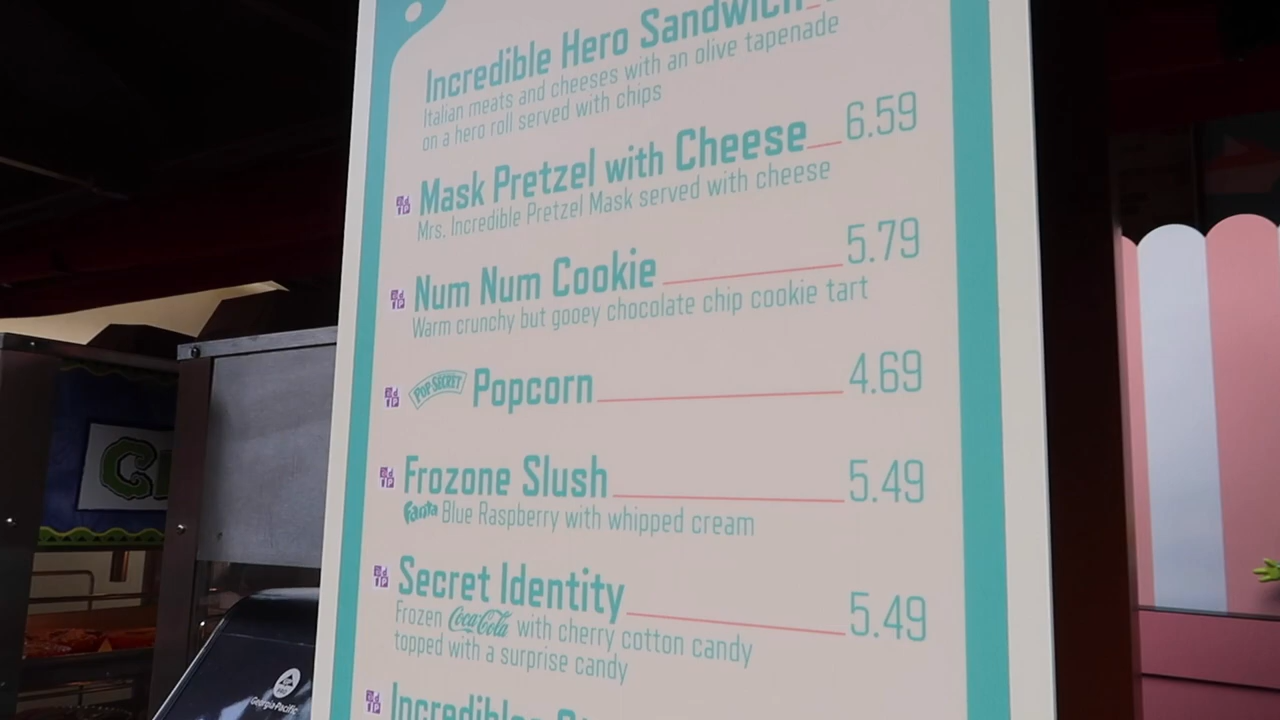 Incredible Hero Sandwich
Italian meats and cheeses with an olive tapenade
on a hero roll served with chips
Mask Pretzel with Cheese 6.59
Mrs. Incredible Pretzel Mask served with cheese
Num Num Cookie 5.79
Warm crunchy but gooey chocolate chip cookie tart
POP SECRET Popcorn 4.69
Frozone Slush 5.49
Fanta Blue Raspberry with whipped cream
Secret Identity 5.49
Frozen Coca-Cola with cherry cotton candy
topped with a surprise candy
Georgia-Pacific